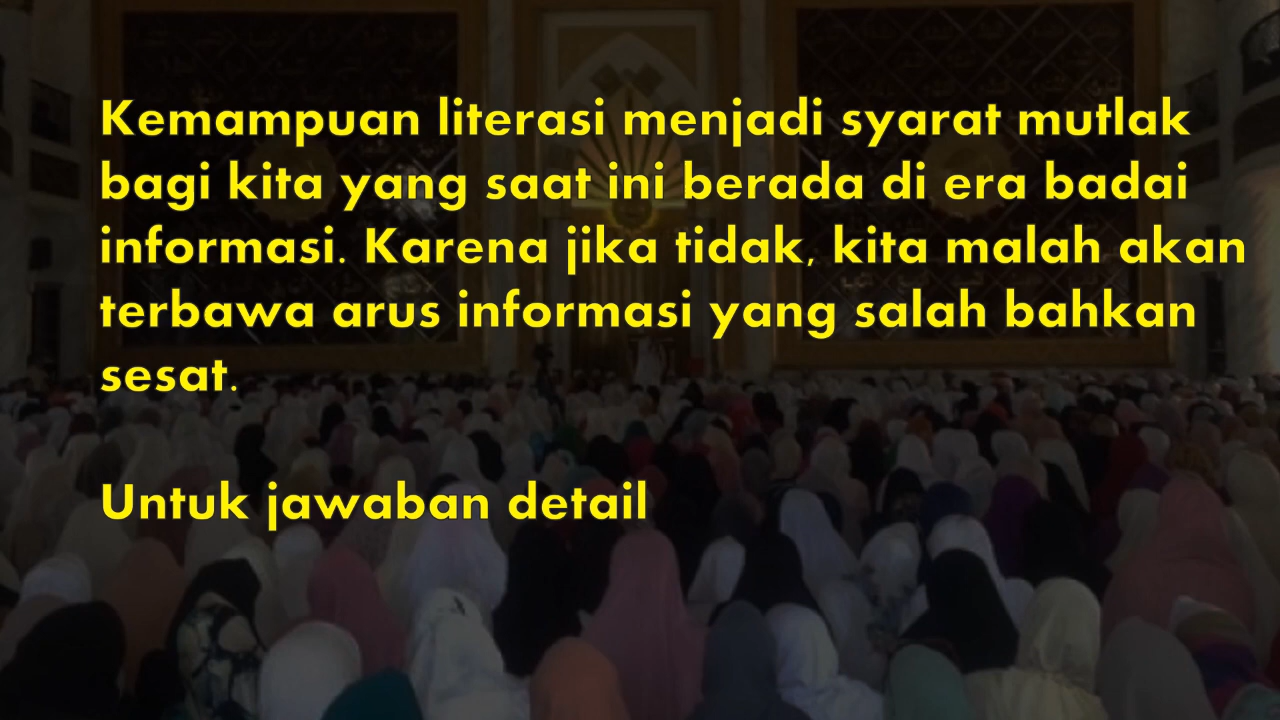 Kemampuan literasi menjadi syarat mutlak
bagi kita yang saat ini berada di era badai
informasi. Karena jika tidak, kita malah akan
terbawa arus informasi yang salah bahkan
sesat.
Untuk jawaban detail